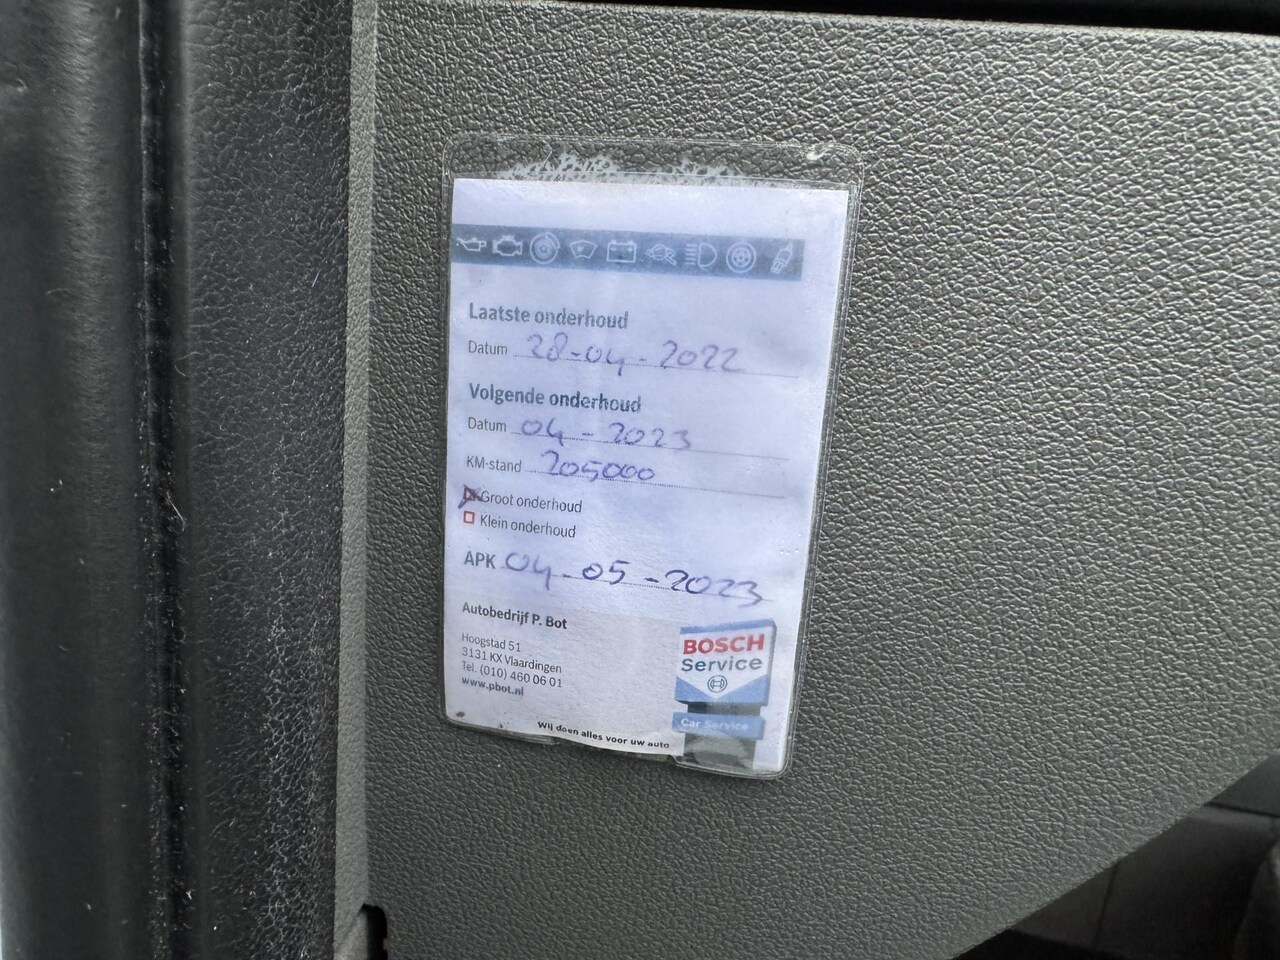 Laatste onderhoud
Datum 28-04-2022
Volgende onderhoud
Datum 04-2023
KM-stand 205000
Groot onderhoud
Klein onderhoud
APK 04-05-2023
Autobedrijf P. Bot
Hoogstad 51
3131 KX Vlaardingen
Tel. (010) 460 06 01
www.pbot.nl
BOSCH
Service
Car Service
Wij doen alles voor uw auto